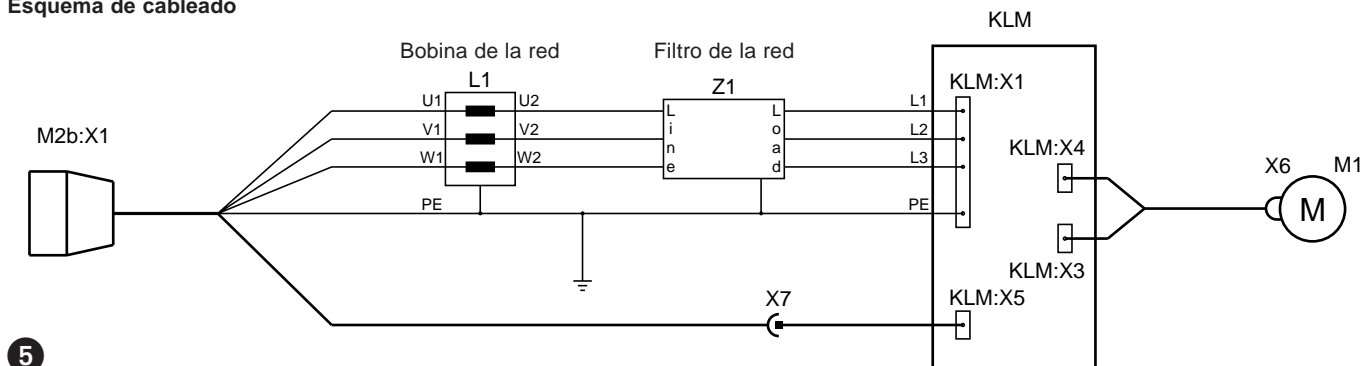 Esquema de cableado
KLM
Bobina de la red
Filtro de la red
L1
Z1
KLM:X1
U1
U2
L
L
L1
M2b:X1
V1
V2
i
o
L2
n
a
KLM:X4
W1
W2
e
d
L3
X6
M1
M
PE
PE
KLM:X3
X7
KLM:X5
5